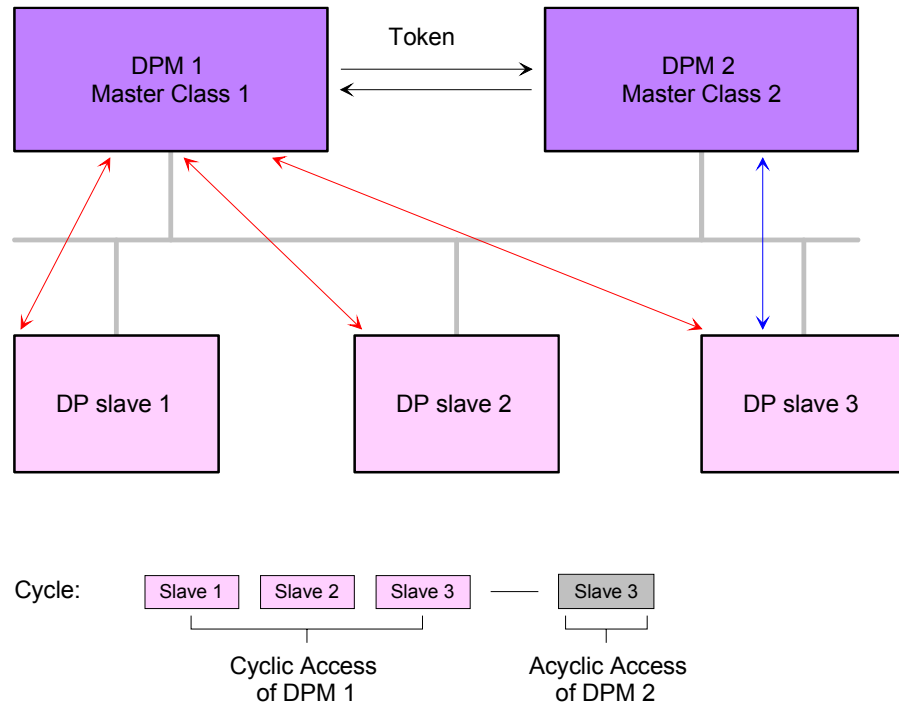 Token
DPM 1
Master Class 1
DPM 2
Master Class 2
DP slave 1
DP slave 2
DP slave 3
Cycle:
Slave 1
Slave 2
Slave 3
Slave 3
Cyclic Access
of DPM 1
Acyclic Access
of DPM 2